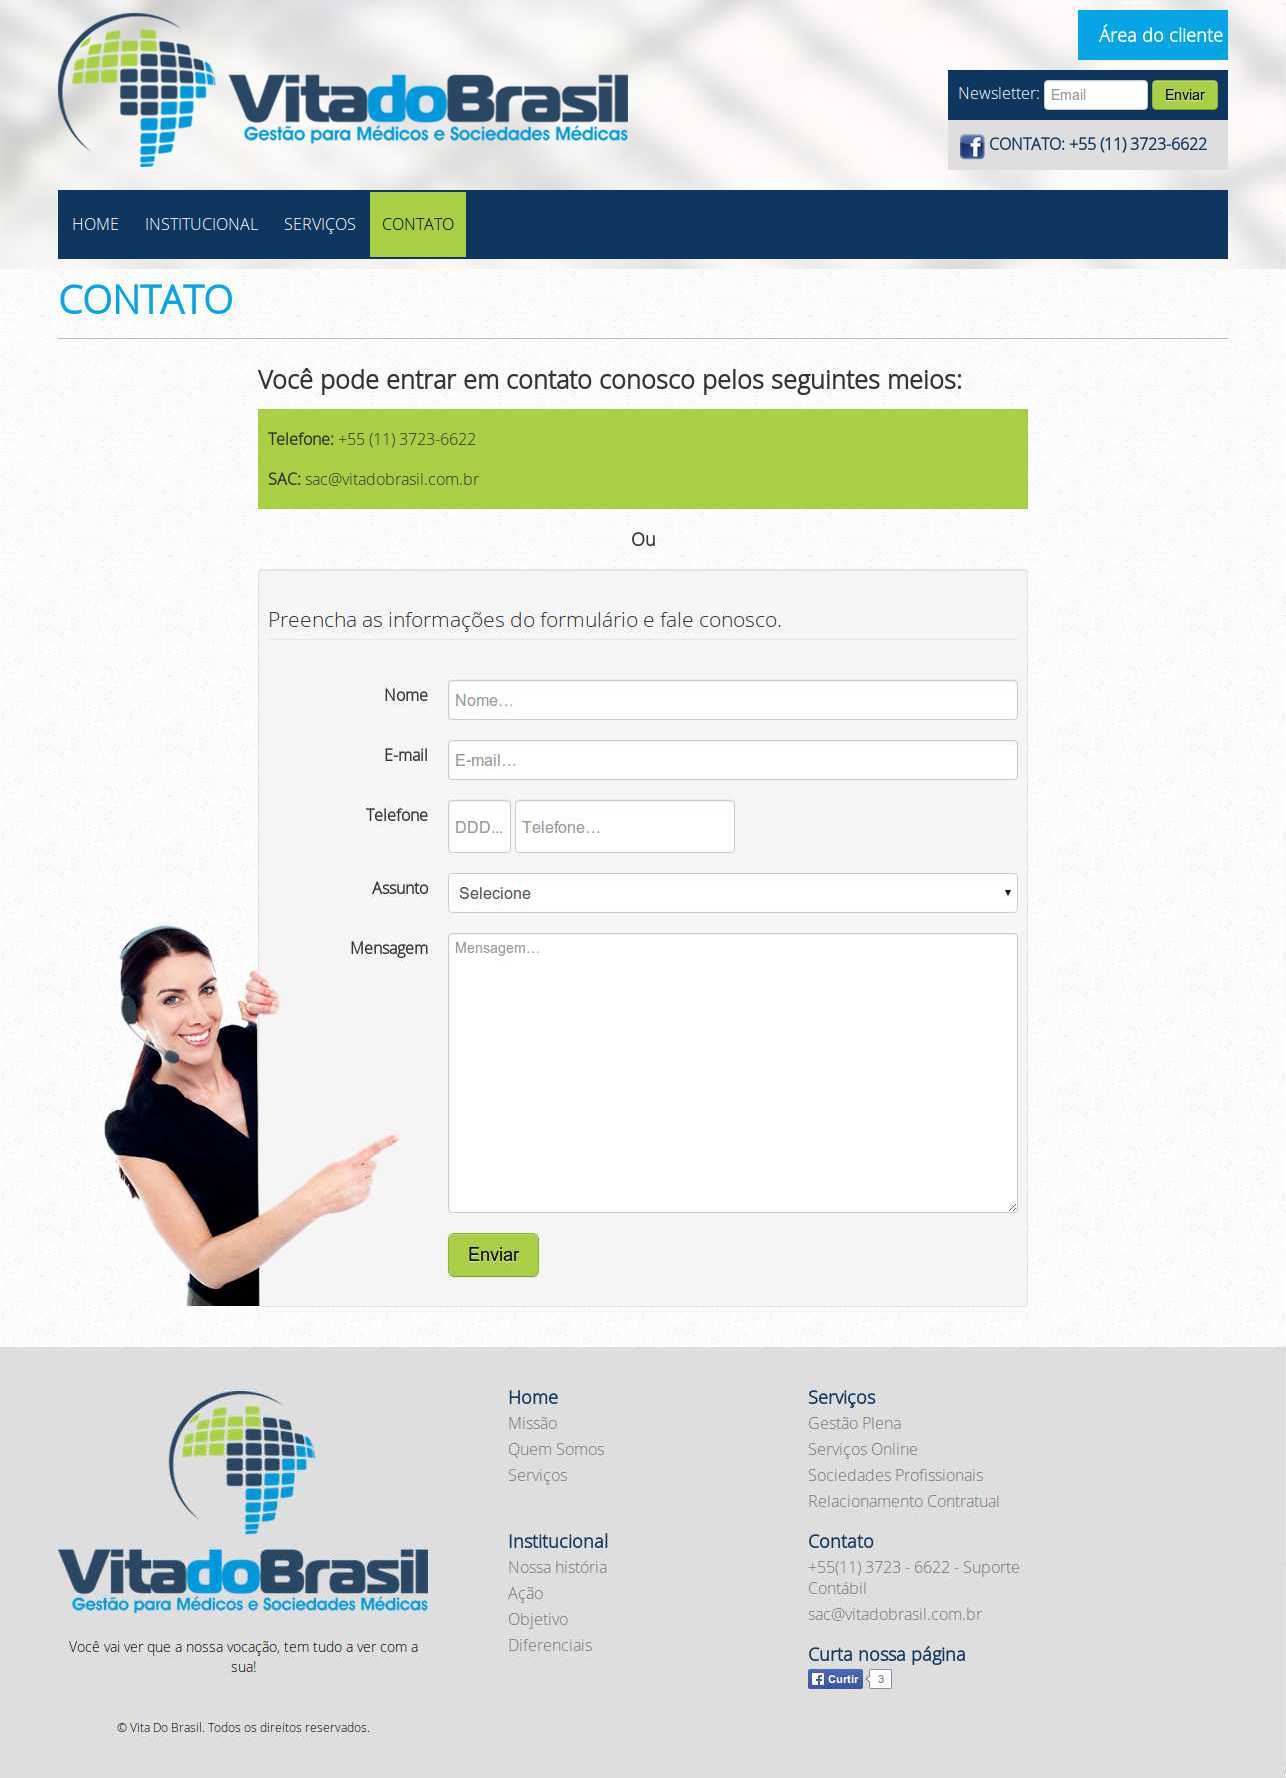 VitadoBrasil
Gestão para Médicos e Sociedades Médicas
Área do cliente
Newsletter: Email Enviar
f CONTATO: +55 (11) 3723-6622
HOME INSTITUCIONAL SERVIÇOS CONTATO
CONTATO
Você pode entrar em contato conosco pelos seguintes meios:
Telefone: +55 (11) 3723-6622
SAC: sac@vitadobrasil.com.br
Ou
Preencha as informações do formulário e fale conosco.
Nome Nome...
E-mail E-mail...
Telefone DDD... Telefone...
Assunto Selecione
Mensagem Mensagem...
Enviar
VitadoBrasil
Gestão para Médicos e Sociedades Médicas
Você vai ver que a nossa vocação, tem tudo a ver com a
sua!
© Vita Do Brasil. Todos os direitos reservados.
Home
Missão
Quem Somos
Serviços
Institucional
Nossa história
Ação
Objetivo
Diferenciais
Serviços
Gestão Plena
Serviços Online
Sociedades Profissionais
Relacionamento Contratual
Contato
+55(11) 3723 - 6622 - Suporte
Contábil
sac@vitadobrasil.com.br
Curta nossa página
Curtir 3